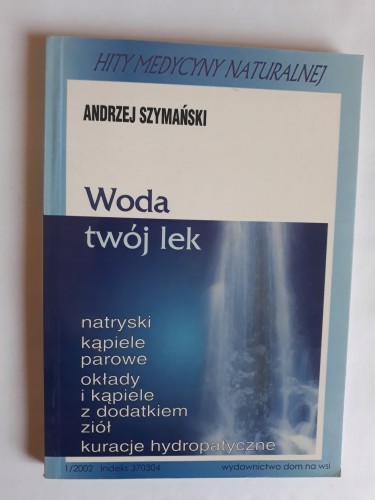 HITY MEDYCYNY NATURALNEJ
ANDRZEJ SZYMAŃSKI
Woda
twój lek
natryski
kąpiele
parowe
okłady
i kąpiele
z dodatkiem
ziół
kuracje hydropatyczne
1/2002 Indeks 370304
wydawnictwo dom na wsi